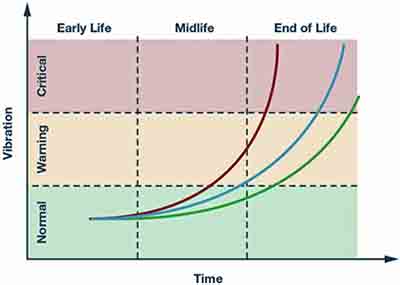 Early Life Midlife End of Life
Critical
Warning
Normal
Vibration
Time